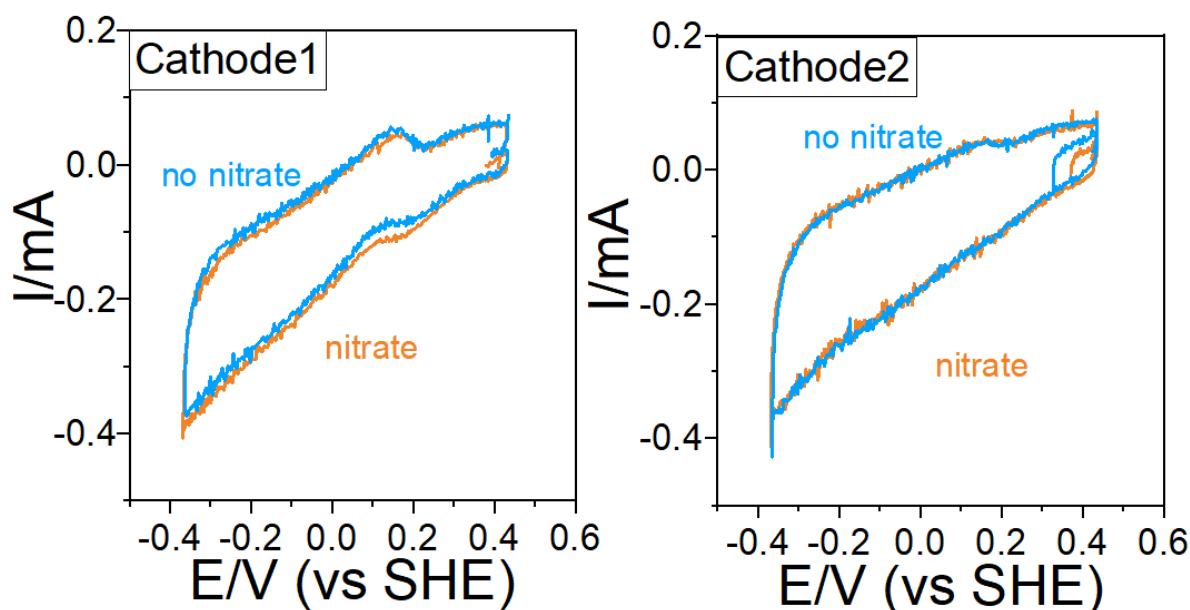 Cathode1
0.2
0.0
-0.2
-0.4
I/mA
no nitrate
nitrate
-0.4 -0.2 0.0 0.2 0.4 0.6
E/V (vs SHE)
Cathode2
0.2
0.0
-0.2
-0.4
I/mA
no nitrate
nitrate
-0.4 -0.2 0.0 0.2 0.4 0.6
E/V (vs SHE)